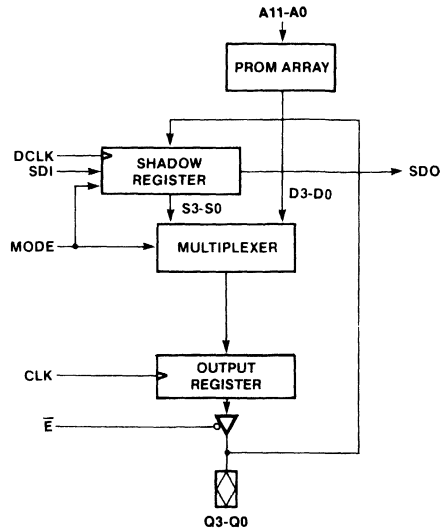 A11-A0
PROM ARRAY
DCLK
SDI
SHADOW
REGISTER
SDO
S3-S0
D3-D0
MODE
MULTIPLEXER
CLK
OUTPUT
REGISTER
E̅
Q3-Q0